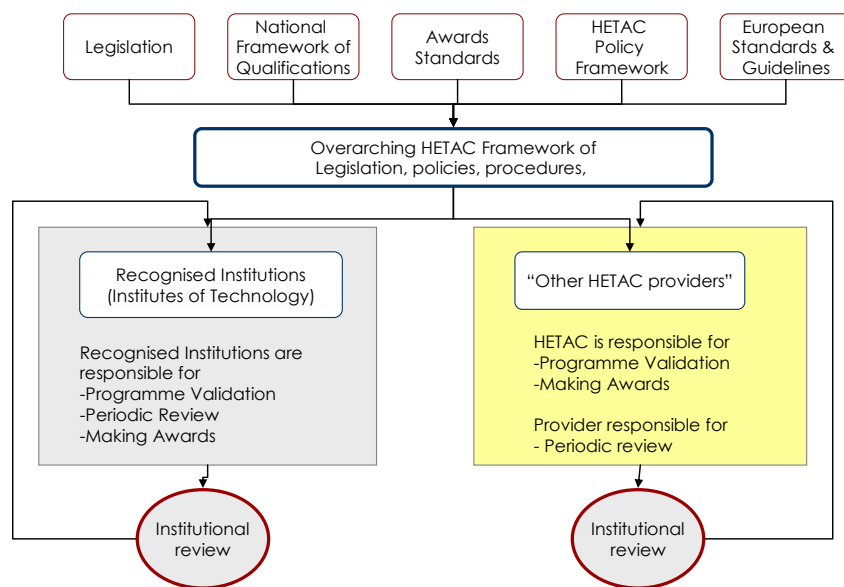 Legislation
National
Framework of
Qualifications
Awards
Standards
HETAC
Policy
Framework
European
Standards &
Guidelines
Overarching HETAC Framework of
Legislation, policies, procedures,
Recognised Institutions
(Institutes of Technology)
Recognised Institutions are
responsible for
-Programme Validation
-Periodic Review
-Making Awards
“Other HETAC providers”
HETAC is responsible for
-Programme Validation
-Making Awards
Provider responsible for
- Periodic review
Institutional
review
Institutional
review